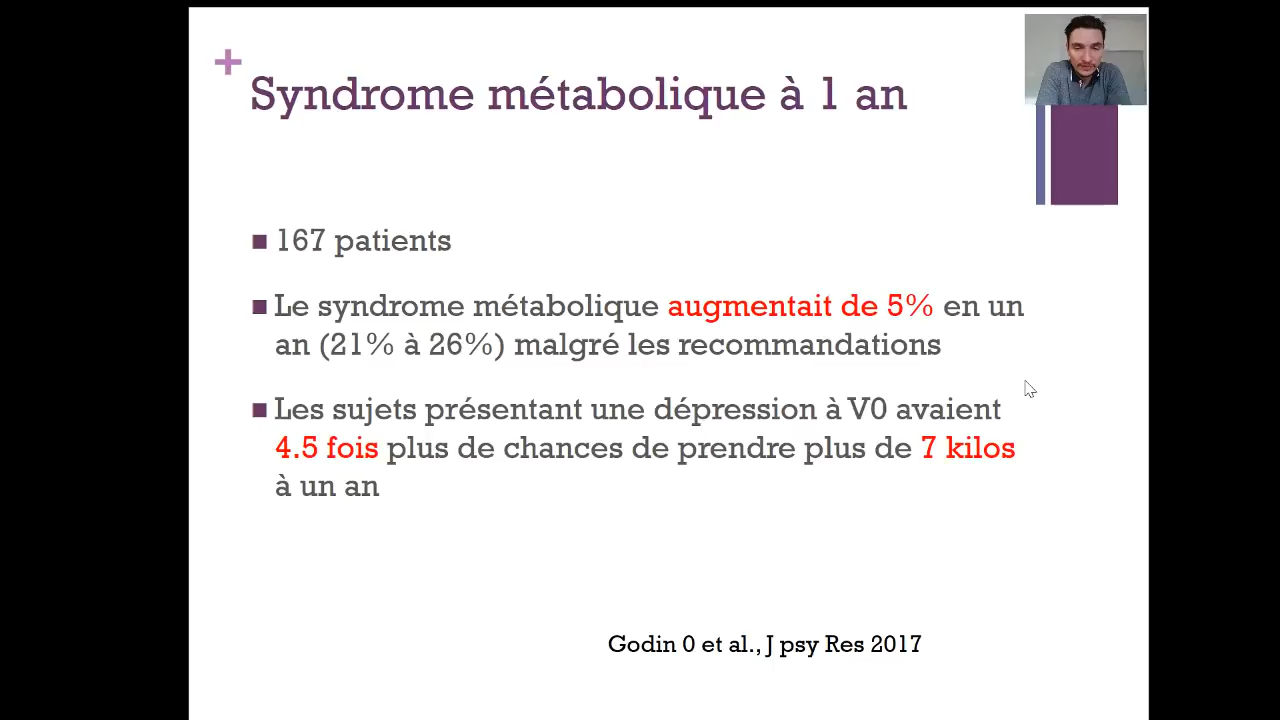 +
Syndrome métabolique à 1 an
167 patients
Le syndrome métabolique augmentait de 5% en un
an (21% à 26%) malgré les recommandations
Les sujets présentant une dépression à V0 avaient
4.5 fois plus de chances de prendre plus de 7 kilos
à un an
Godin 0 et al., J psy Res 2017